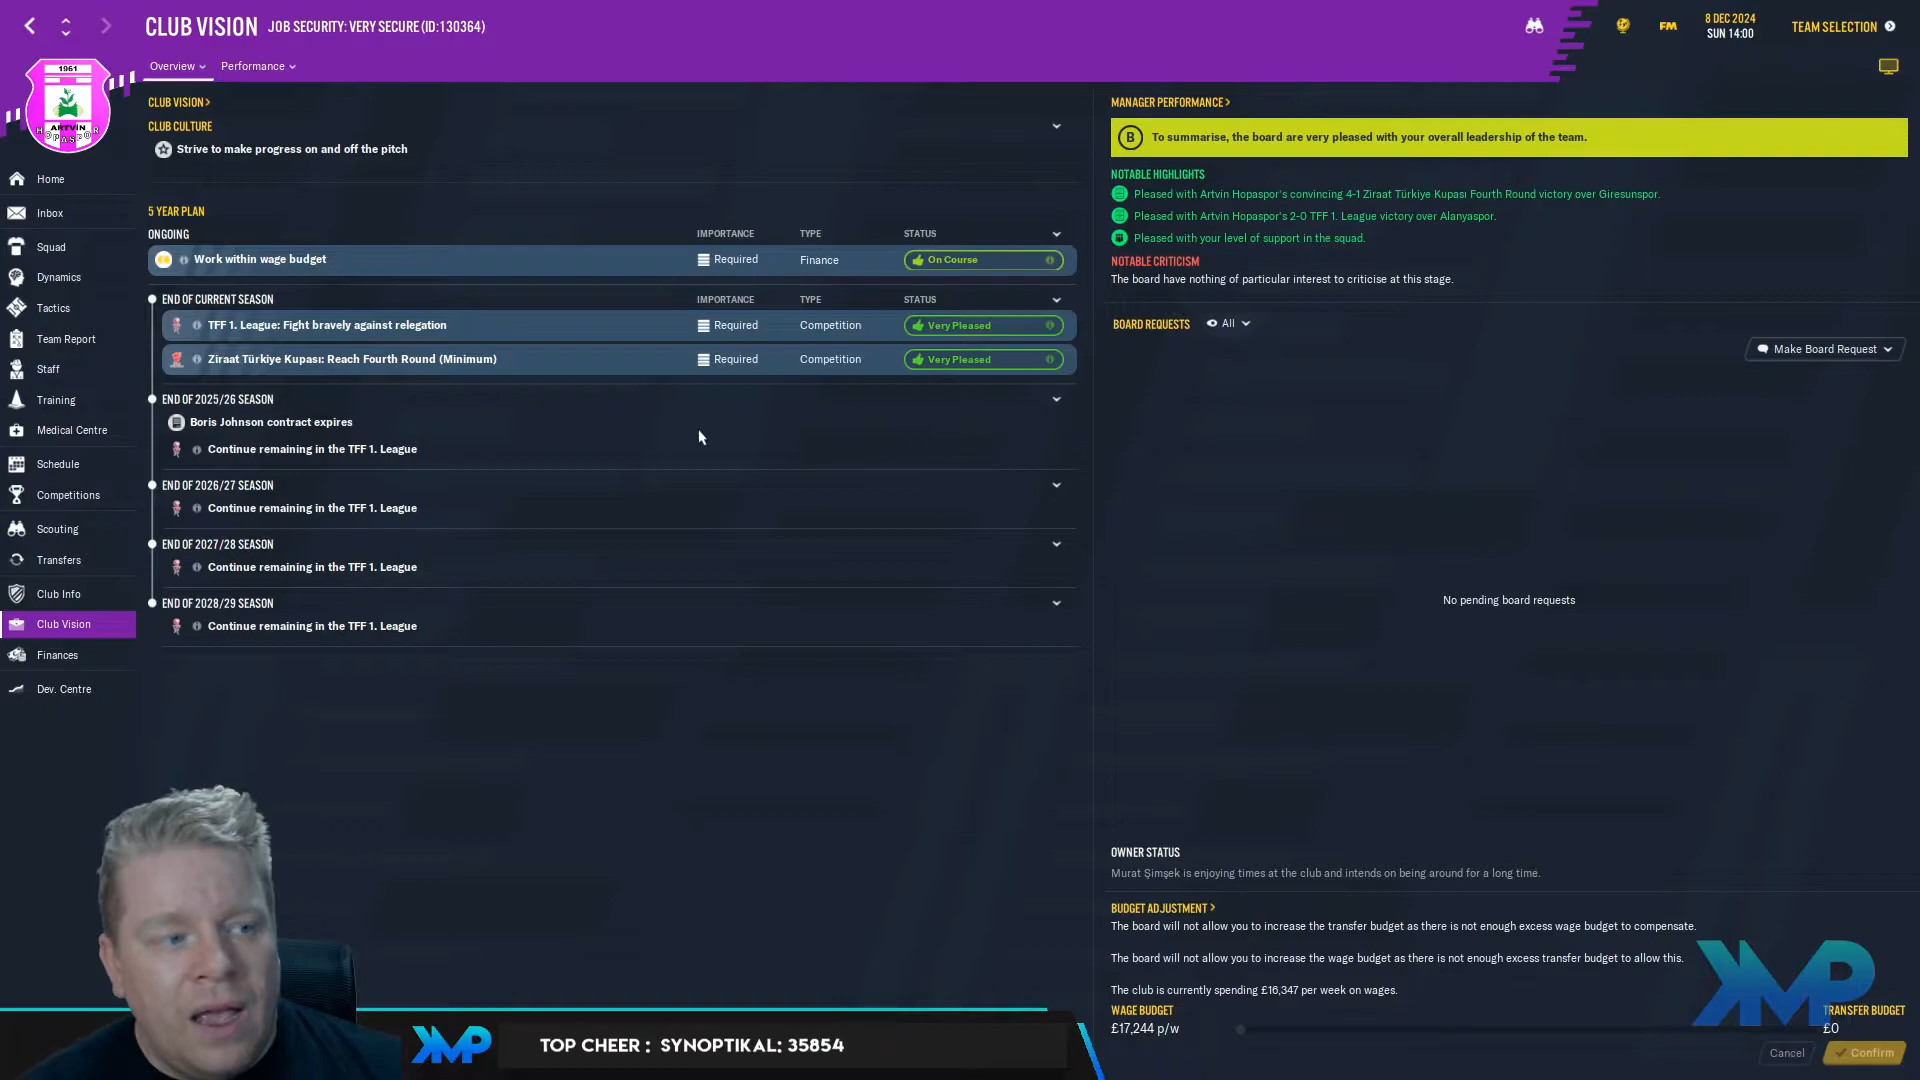 CLUB VISION
JOB SECURITY: VERY SECURE (ID:130364)
FM
8 DEC 2024
SUN 14:00
TEAM SELECTION
Overview
Performance
1961
ARTVİN
HOPASPOR
Home
Inbox
Squad
Dynamics
Tactics
Team Report
Staff
Training
Medical Centre
Schedule
Competitions
Scouting
Transfers
Club Info
Club Vision
Finances
Dev. Centre
CLUB VISION >
CLUB CULTURE
Strive to make progress on and off the pitch
5 YEAR PLAN
ONGOING IMPORTANCE TYPE STATUS
Work within wage budget Required Finance On Course
END OF CURRENT SEASON IMPORTANCE TYPE STATUS
TFF 1. League: Fight bravely against relegation Required Competition Very Pleased
Ziraat Türkiye Kupası: Reach Fourth Round (Minimum) Required Competition Very Pleased
END OF 2025/26 SEASON
Boris Johnson contract expires
Continue remaining in the TFF 1. League
END OF 2026/27 SEASON
Continue remaining in the TFF 1. League
END OF 2027/28 SEASON
Continue remaining in the TFF 1. League
END OF 2028/29 SEASON
Continue remaining in the TFF 1. League
MANAGER PERFORMANCE >
B To summarise, the board are very pleased with your overall leadership of the team.
NOTABLE HIGHLIGHTS
Pleased with Artvin Hopaspor's convincing 4-1 Ziraat Türkiye Kupası Fourth Round victory over Giresunspor.
Pleased with Artvin Hopaspor's 2-0 TFF 1. League victory over Alanyaspor.
Pleased with your level of support in the squad.
NOTABLE CRITICISM
The board have nothing of particular interest to criticise at this stage.
BOARD REQUESTS All
Make Board Request
No pending board requests
OWNER STATUS
Murat Şimşek is enjoying times at the club and intends on being around for a long time.
BUDGET ADJUSTMENT >
The board will not allow you to increase the transfer budget as there is not enough excess wage budget to compensate.
The board will not allow you to increase the wage budget as there is not enough excess transfer budget to allow this.
The club is currently spending £16,347 per week on wages.
WAGE BUDGET TRANSFER BUDGET
£17,244 p/w £0
Cancel Confirm
KMP
KMP
TOP CHEER : SYNOPTIKAL: 35854